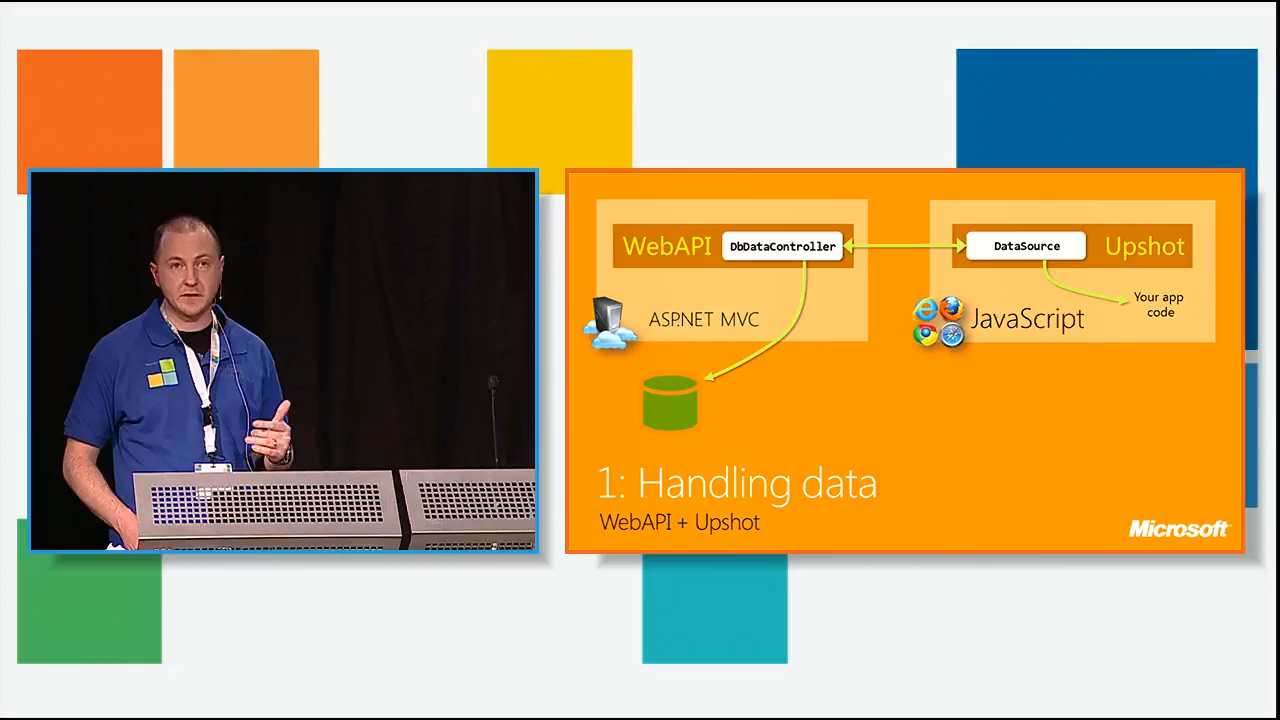 WebAPI
DbDataController
DataSource
Upshot
ASP.NET MVC
JavaScript
Your app
code
1: Handling data
WebAPI + Upshot
Microsoft